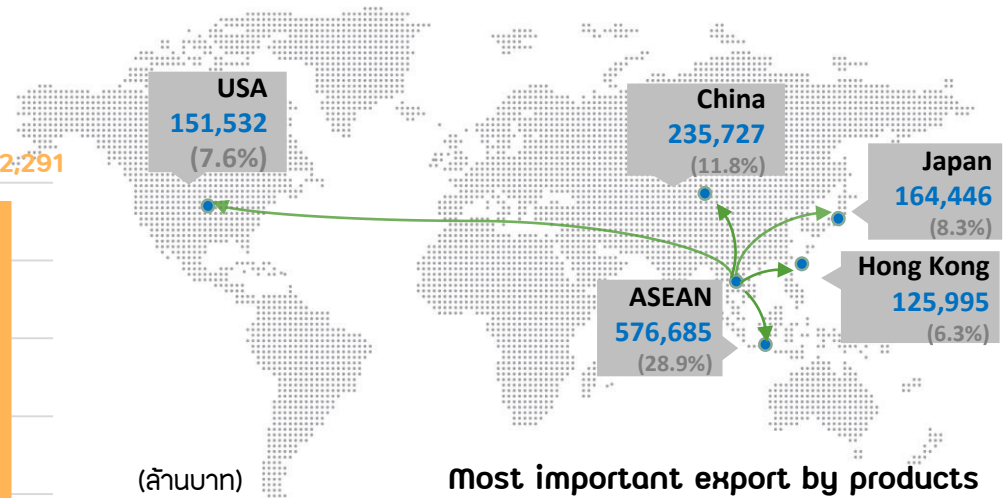 USA
151,532
(7.6%)
China
235,727
(11.8%)
2,291
Japan
164,446
(8.3%)
Hong Kong
125,995
(6.3%)
ASEAN
576,685
(28.9%)
(ล้านบาท)
Most important export by products